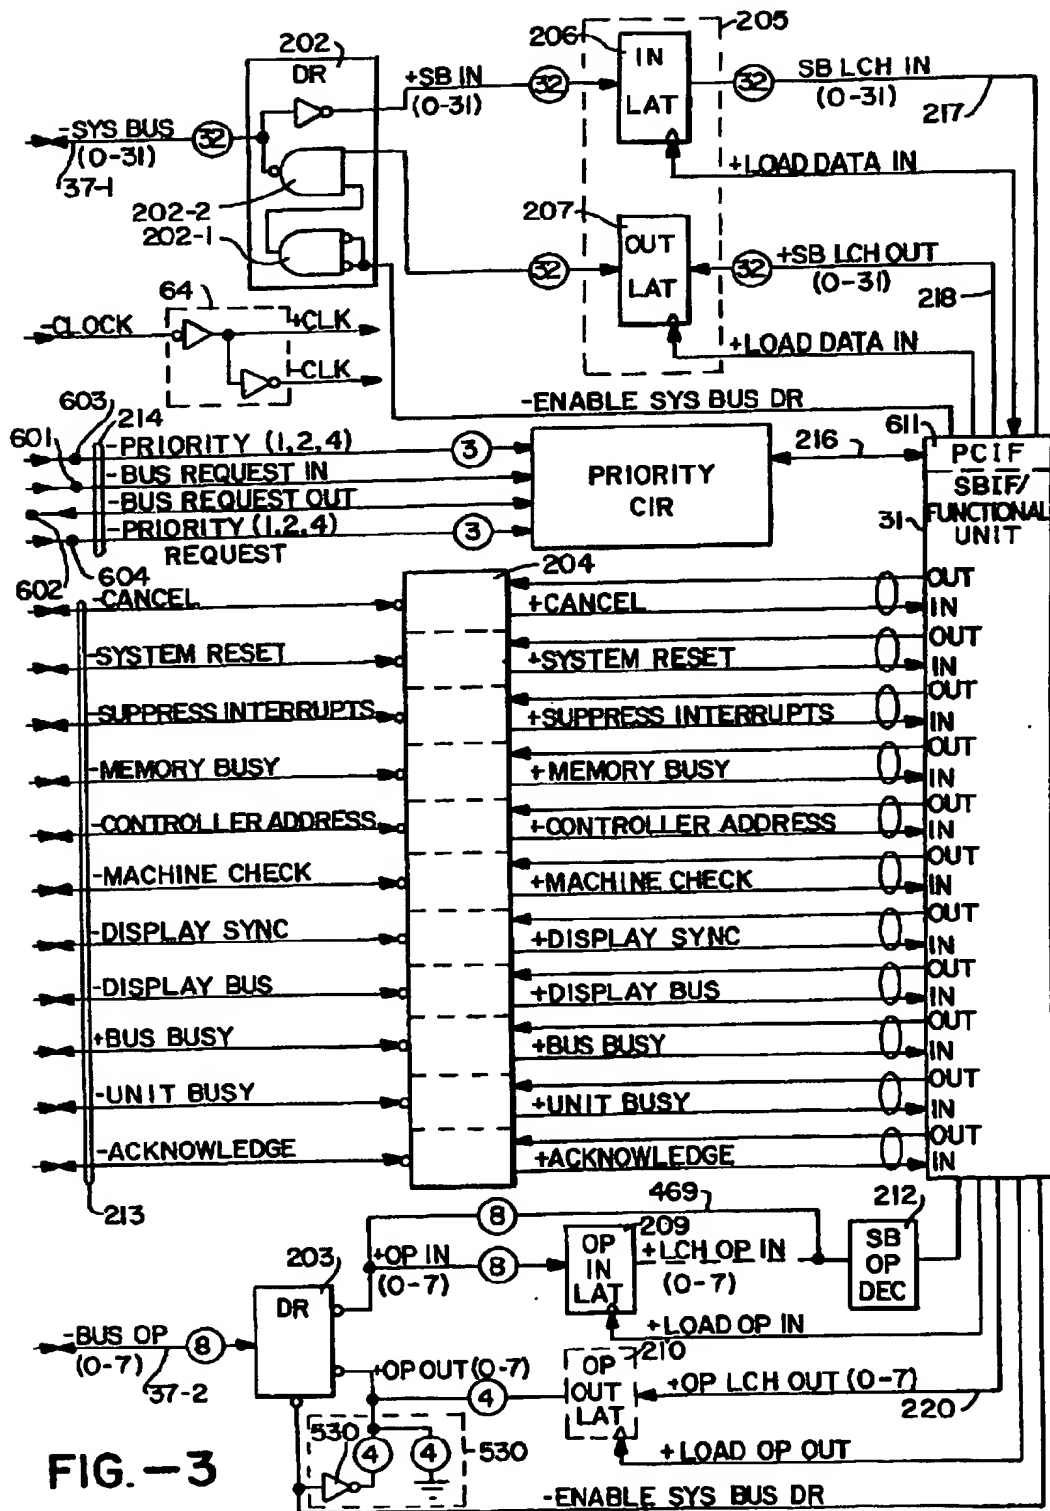 202
DR
206
205
IN
LAT
+SB IN
(0-31)
32
32
SB LCH IN
(0-31)
217
-SYS BUS
(0-31)
32
37-1
+LOAD DATA IN
202-2
202-1
207
OUT
LAT
32
32
+SB LCH OUT
(0-31)
218
64
-CLOCK
+CLK
-CLK
+LOAD DATA IN
-ENABLE SYS BUS DR
603
214
601
-PRIORITY (1,2,4)
3
-BUS REQUEST IN
-BUS REQUEST OUT
-PRIORITY (1,2,4)
REQUEST
3
602
604
PRIORITY
CIR
216
611
PCIF
SBIF/
FUNCTIONAL
UNIT
31
204
-CANCEL
+CANCEL
OUT
IN
-SYSTEM RESET
+SYSTEM RESET
OUT
IN
-SUPPRESS INTERRUPTS
+SUPPRESS INTERRUPTS
OUT
IN
-MEMORY BUSY
+MEMORY BUSY
OUT
IN
-CONTROLLER ADDRESS
+CONTROLLER ADDRESS
OUT
IN
-MACHINE CHECK
+MACHINE CHECK
OUT
IN
-DISPLAY SYNC
+DISPLAY SYNC
OUT
IN
-DISPLAY BUS
+DISPLAY BUS
OUT
IN
+BUS BUSY
+BUS BUSY
OUT
IN
-UNIT BUSY
+UNIT BUSY
OUT
IN
-ACKNOWLEDGE
+ACKNOWLEDGE
OUT
IN
213
469
8
209
212
203
DR
+OP IN
(0-7)
8
OP
IN
LAT
+LCH OP IN
(0-7)
SB
OP
DEC
-BUS OP
(0-7)
8
37-2
+LOAD OP IN
210
+OP OUT (0-7)
4
OP
OUT
LAT
+OP LCH OUT (0-7)
220
530
4
4
530
+LOAD OP OUT
-ENABLE SYS BUS DR
FIG.-3